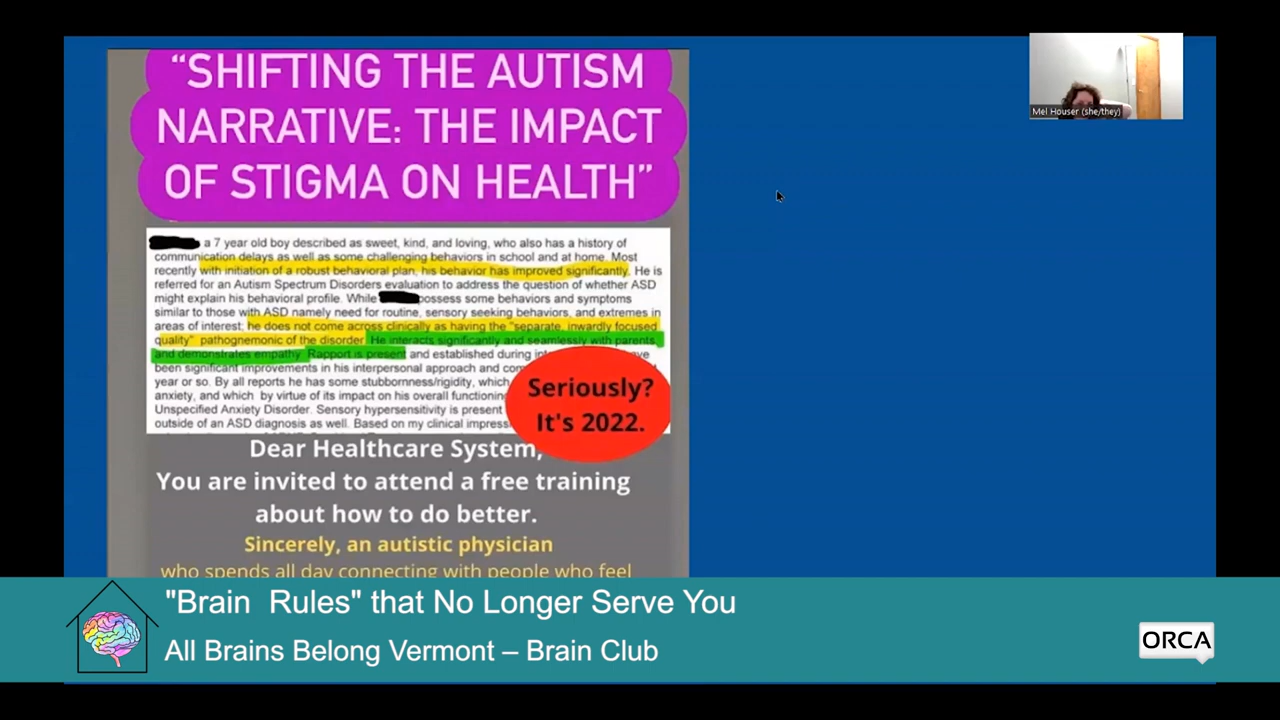 "SHIFTING THE AUTISM
NARRATIVE: THE IMPACT
OF STIGMA ON HEALTH"
Mel Houser (she/they)
a 7 year old boy described as sweet, kind, and loving, who also has a history of
communication delays as well as some challenging behaviors in school and at home. Most
recently with initiation of a robust behavioral plan, his behavior has improved significantly. He is
referred for an Autism Spectrum Disorders evaluation to address the question of whether ASD
might explain his behavioral profile. While possess some behaviors and symptoms
similar to those with ASD namely need for routine, sensory seeking behaviors, and extremes in
areas of interest; he does not come across clinically as having the "separate, inwardly focused
quality" pathognemonic of the disorder. He interacts significantly and seamlessly with parents,
and demonstrates empathy. Rapport is present and established during
been significant improvements in his interpersonal approach and
year or so. By all reports he has some stubbornness/rigidity, which
anxiety, and which by virtue of its impact on his overall functioning
Unspecified Anxiety Disorder. Sensory hypersensitivity is present
outside of an ASD diagnosis as well. Based on my clinical
Seriously?
It's 2022.
Dear Healthcare System,
You are invited to attend a free training
about how to do better.
Sincerely, an autistic physician
who spends all day connecting with people who feel
"Brain Rules" that No Longer Serve You
All Brains Belong Vermont – Brain Club
ORCA